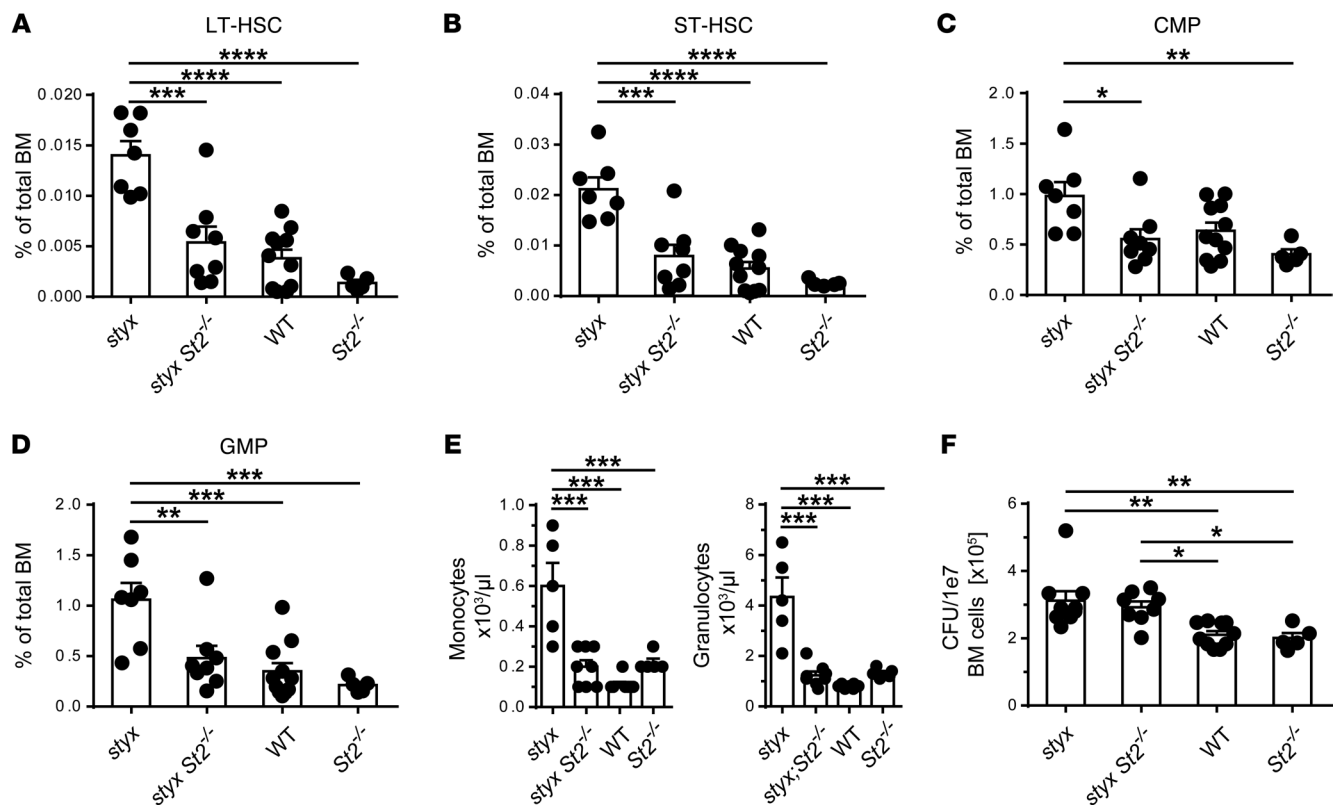 A
LT-HSC
****
****
***
% of total BM
0.020
0.015
0.010
0.005
0.000
styx
styx St2-/-
WT
St2-/-
B
ST-HSC
****
****
***
% of total BM
0.04
0.03
0.02
0.01
0.00
styx
styx St2-/-
WT
St2-/-
C
CMP
**
*
% of total BM
2.0
1.5
1.0
0.5
0.0
styx
styx St2-/-
WT
St2-/-
D
GMP
***
***
**
% of total BM
2.0
1.5
1.0
0.5
0.0
styx
styx St2-/-
WT
St2-/-
E
***
***
***
Monocytes
x10³/µl
1.0
0.8
0.6
0.4
0.2
0.0
styx
styx St2-/-
WT
St2-/-
***
***
***
Granulocytes
x10³/µl
8
6
4
2
0
styx
styx;St2-/-
WT
St2-/-
F
**
**
*
*
CFU/1e7
BM cells [x10⁵]
6
4
2
0
styx
styx St2-/-
WT
St2-/-